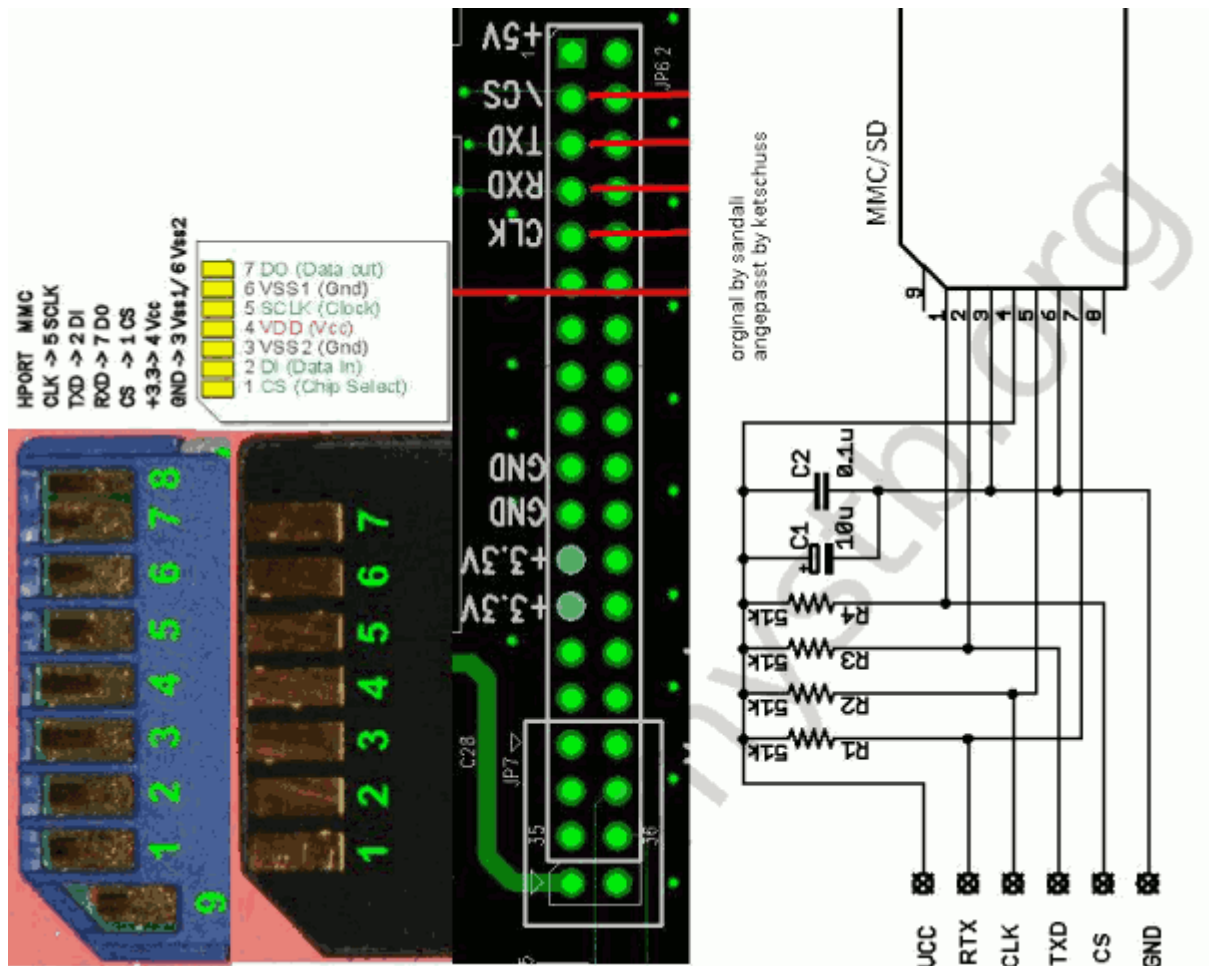 HPORT MMC
CLK -> 5 SCLK
TXD -> 2 DI
RXD-> 7 DO
CS -> 1 CS
+3.3-> 4 Vcc
GND -> 3 Vss1/ 6 Vss2
7 DO (Data out)
6 VSS1 (Gnd)
5 SCLK (Clock)
4 VDD (Vcc)
3 VSS2 (Gnd)
2 DI (Data In)
1 CS (Chip Select)
8
7
6
5
4
3
2
1
9
7
6
5
4
3
2
1
+5V
\CS
TXD
RXD
CLK
GND
GND
+3.3V
+3.3V
1
JP6 2
C28
JP7
35
36
orginal by sandali
angepasst by ketschuss
MMC/SD
9
1
2
3
4
5
6
7
8
C2
0.1u
C1
10u
+
51k
R4
51k
R3
51k
R2
51k
R1
VCC
RTX
CLK
TXD
CS
GND
mystb.org